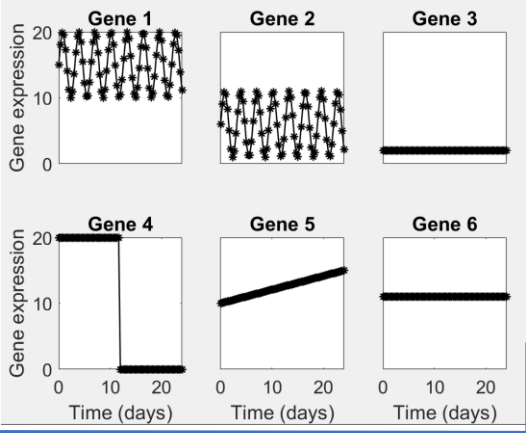 Gene 1
Gene 2
Gene 3
20
10
0
Gene expression
Gene 4
Gene 5
Gene 6
20
10
0
Gene expression
0 10 20
0 10 20
0 10 20
Time (days)
Time (days)
Time (days)